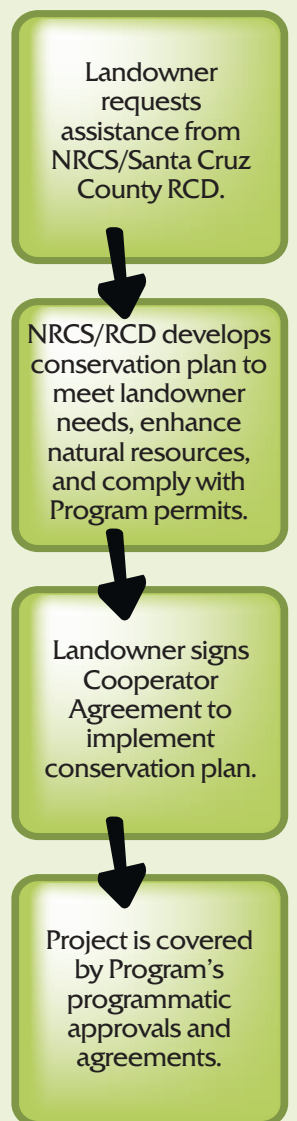 Landowner
requests
assistance from
NRCS/Santa Cruz
County RCD.
NRCS/RCD develops
conservation plan to
meet landowner
needs, enhance
natural resources,
and comply with
Program permits.
Landowner signs
Cooperator
Agreement to
implement
conservation plan.
Project is covered
by Program's
programmatic
approvals and
agreements.